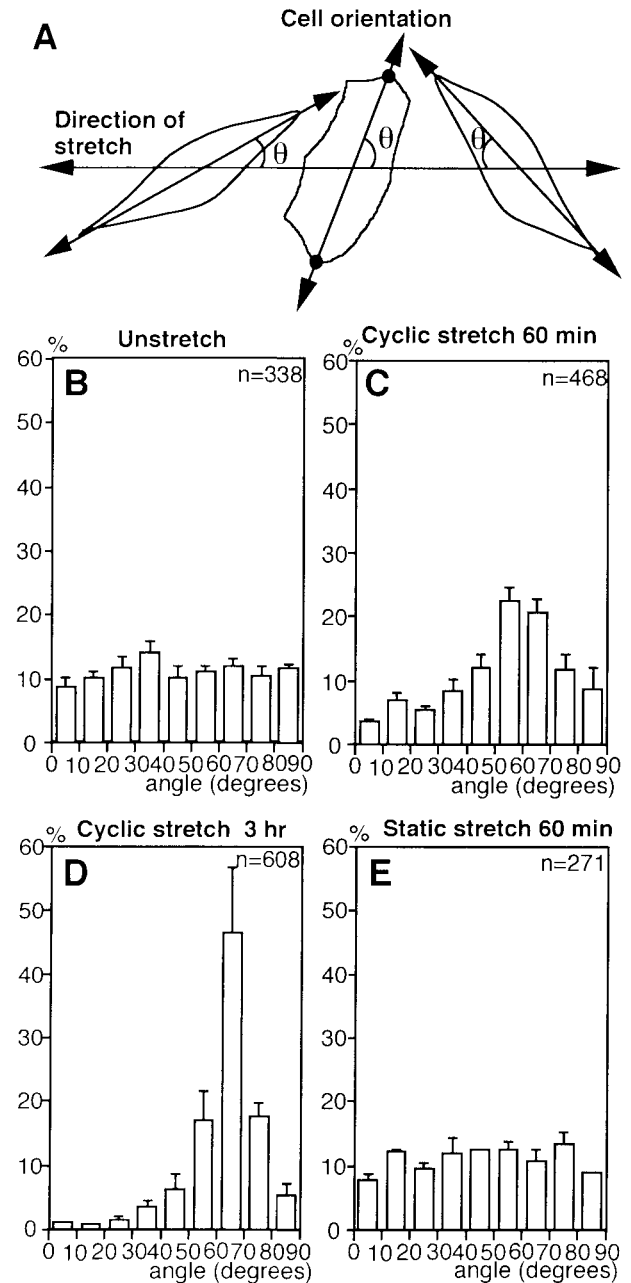 A
Cell orientation
Direction of
stretch
θ θ θ
Unstretch
%
B
n=338
60
50
40
30
20
10
0
0 10 20 30 40 50 60 70 80 90
angle (degrees)
Cyclic stretch 60 min
%
C
n=468
60
50
40
30
20
10
0
0 10 20 30 40 50 60 70 80 90
angle (degrees)
Cyclic stretch 3 hr
%
D
n=608
60
50
40
30
20
10
0
0 10 20 30 40 50 60 70 80 90
angle (degrees)
Static stretch 60 min
%
E
n=271
60
50
40
30
20
10
0
0 10 20 30 40 50 60 70 80 90
angle (degrees)